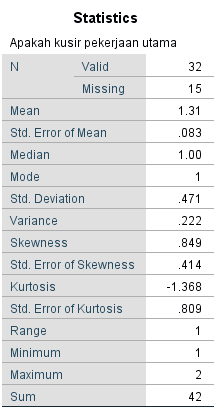 Statistics
Apakah kusir pekerjaan utama
N Valid 32
Missing 15
Mean 1.31
Std. Error of Mean .083
Median 1.00
Mode 1
Std. Deviation .471
Variance .222
Skewness .849
Std. Error of Skewness .414
Kurtosis -1.368
Std. Error of Kurtosis .809
Range 1
Minimum 1
Maximum 2
Sum 42